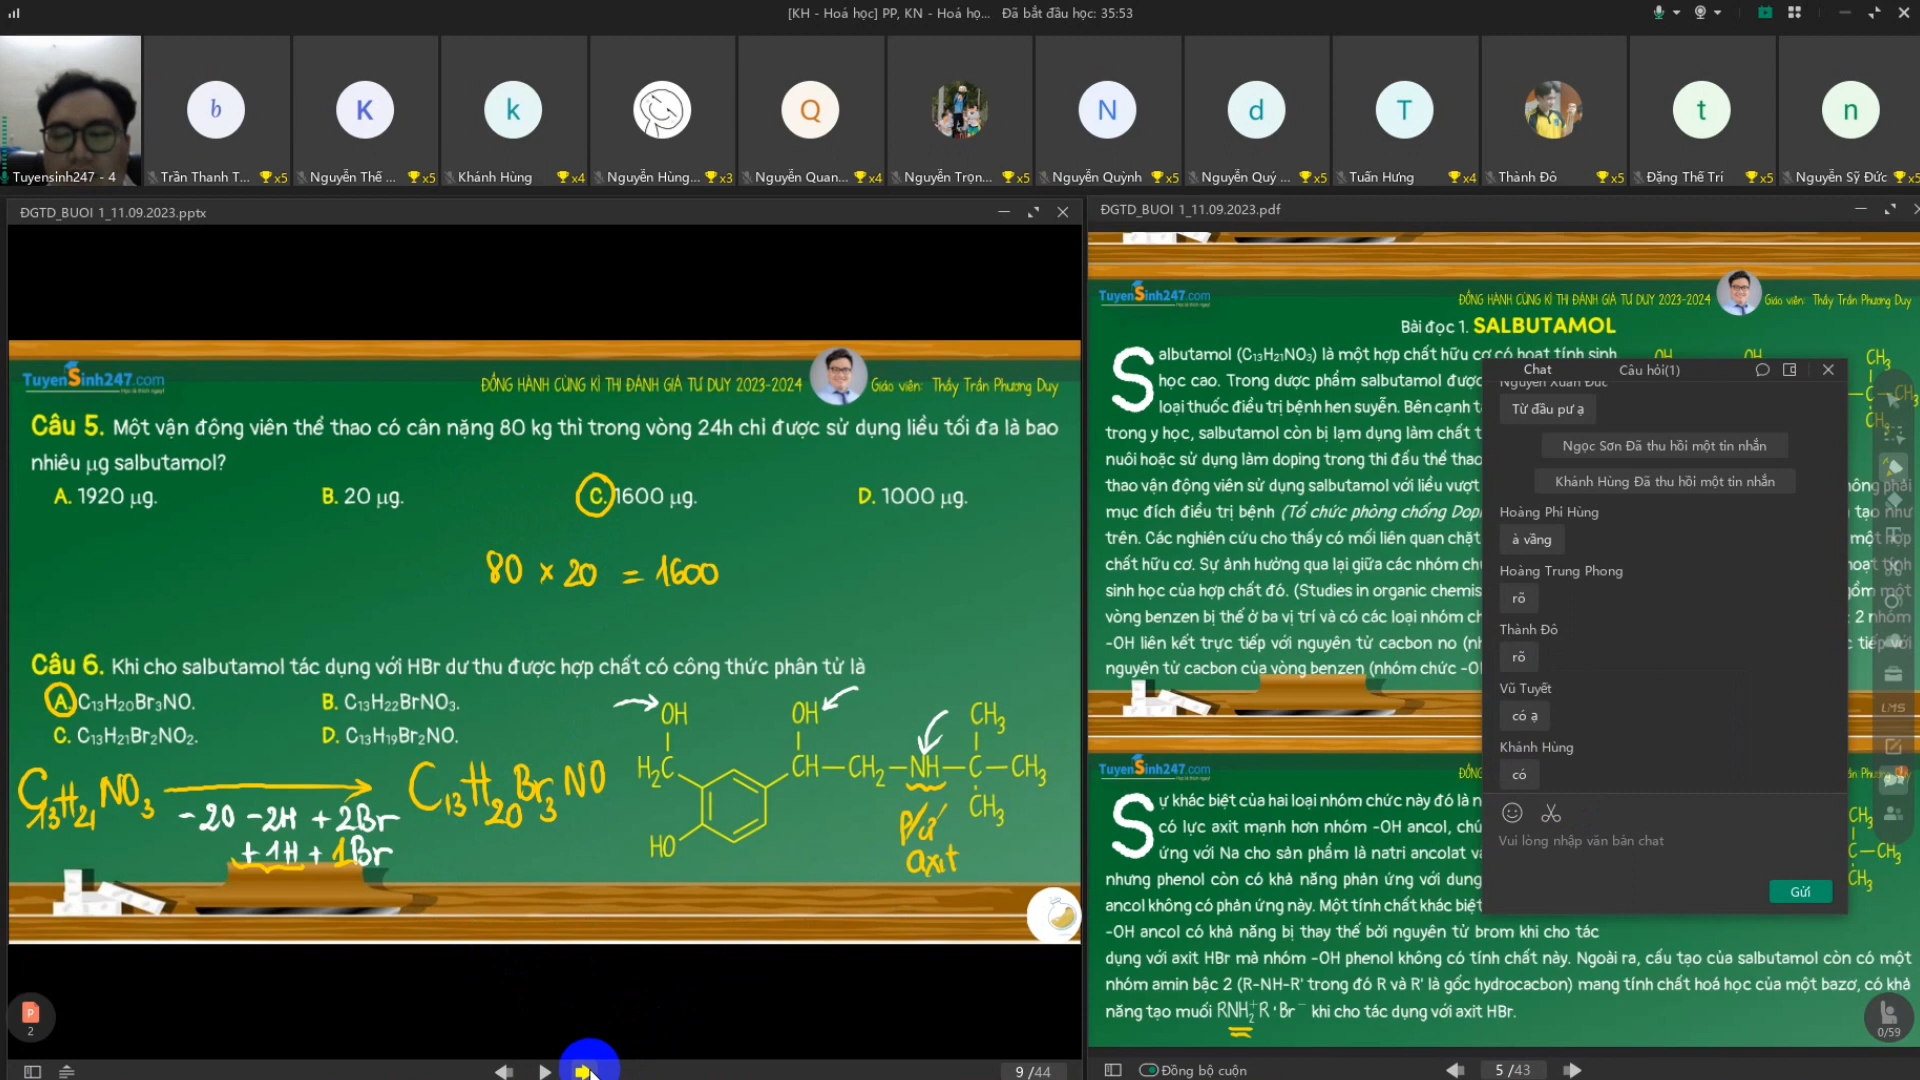 [KH - Hoá học] PP, KN - Hoá họ... Đã bắt đầu học: 35:53
Tuyensinh247 - 4
b
Trần Thanh T... x5
K
Nguyễn Thế ... x5
k
Khánh Hùng x4
Nguyễn Hùng... x3
Q
Nguyễn Quan... x4
Nguyễn Trọn... x5
N
Nguyễn Quỳnh x5
d
Nguyễn Quý ... x5
T
Tuấn Hưng x4
Thành Đô x5
t
Đặng Thế Trí x5
n
Nguyễn Sỹ Đức x5
ĐGTD_BUOI 1_11.09.2023.pptx
TuyenSinh247.com
ĐỒNG HÀNH CÙNG KÌ THI ĐÁNH GIÁ TƯ DUY 2023-2024
Giáo viên: Thầy Trần Phương Duy
Câu 5. Một vận động viên thể thao có cân nặng 80 kg thì trong vòng 24h chỉ được sử dụng liều tối đa là bao
nhiêu μg salbutamol?
A. 1920 μg. B. 20 μg. C. 1600 μg. D. 1000 μg.
80 × 20 = 1600
Câu 6. Khi cho salbutamol tác dụng với HBr dư thu được hợp chất có công thức phân tử là
A. C₁₃H₂₀Br₃NO. B. C₁₃H₂₂BrNO₃.
C. C₁₃H₂₁Br₂NO₂. D. C₁₃H₁₉Br₂NO.
C₁₃H₂₁NO₃
-2O -2H +2Br
+1H + 1Br
C₁₃H₂₀Br₃NO
OH OH CH₃
H₂C CH—CH₂—NH—C—CH₃
CH₃
HO
p/ư
axit
2
9 /44
ĐGTD_BUOI 1_11.09.2023.pdf
TuyenSinh247.com
ĐỒNG HÀNH CÙNG KÌ THI ĐÁNH GIÁ TƯ DUY 2023-2024
Giáo viên: Thầy Trần Phương Duy
Bài đọc 1. SALBUTAMOL
Salbutamol (C₁₃H₂₁NO₃) là một hợp chất hữu cơ có hoạt tính sinh
học cao. Trong dược phẩm salbutamol được
loại thuốc điều trị bệnh hen suyễn. Bên cạnh t
trong y học, salbutamol còn bị lạm dụng làm chất t
nuôi hoặc sử dụng làm doping trong thi đấu thể thao
thao vận động viên sử dụng salbutamol với liều vượt
mục đích điều trị bệnh (Tổ chức phòng chống Dopi
trên. Các nghiên cứu cho thấy có mối liên quan chặt
chất hữu cơ. Sự ảnh hưởng qua lại giữa các nhóm ch
sinh học của hợp chất đó. (Studies in organic chemis
vòng benzen bị thế ở ba vị trí và có các loại nhóm ch
-OH liên kết trực tiếp với nguyên tử cacbon no (nh
nguyên tử cacbon của vòng benzen (nhóm chức -O
OH OH CH₃
TuyenSinh247.com
Sự khác biệt của hai loại nhóm chức này đó là n
có lực axit mạnh hơn nhóm -OH ancol, chú
ứng với Na cho sản phẩm là natri ancolat và
nhưng phenol còn có khả năng phản ứng với dung
ancol không có phản ứng này. Một tính chất khác biệt
-OH ancol có khả năng bị thay thế bởi nguyên tử brom khi cho tác
dụng với axit HBr mà nhóm -OH phenol không có tính chất này. Ngoài ra, cấu tạo của salbutamol còn có một
nhóm amin bậc 2 (R-NH-R' trong đó R và R' là gốc hydrocacbon) mang tính chất hoá học của một bazơ, có khả
năng tạo muối RNH₂⁺R'Br⁻ khi cho tác dụng với axit HBr.
Chat Câu hỏi(1)
Nguyễn Xuân Đức
Từ đầu pư ạ
Ngọc Sơn Đã thu hồi một tin nhắn
Khánh Hùng Đã thu hồi một tin nhắn
Hoàng Phi Hùng
à vầng
Hoàng Trung Phong
rõ
Thành Đô
rõ
Vũ Tuyết
có ạ
Khánh Hùng
có
Vui lòng nhập văn bản chat
Gửi
LMS
0/59
Đồng bộ cuộn
5 /43